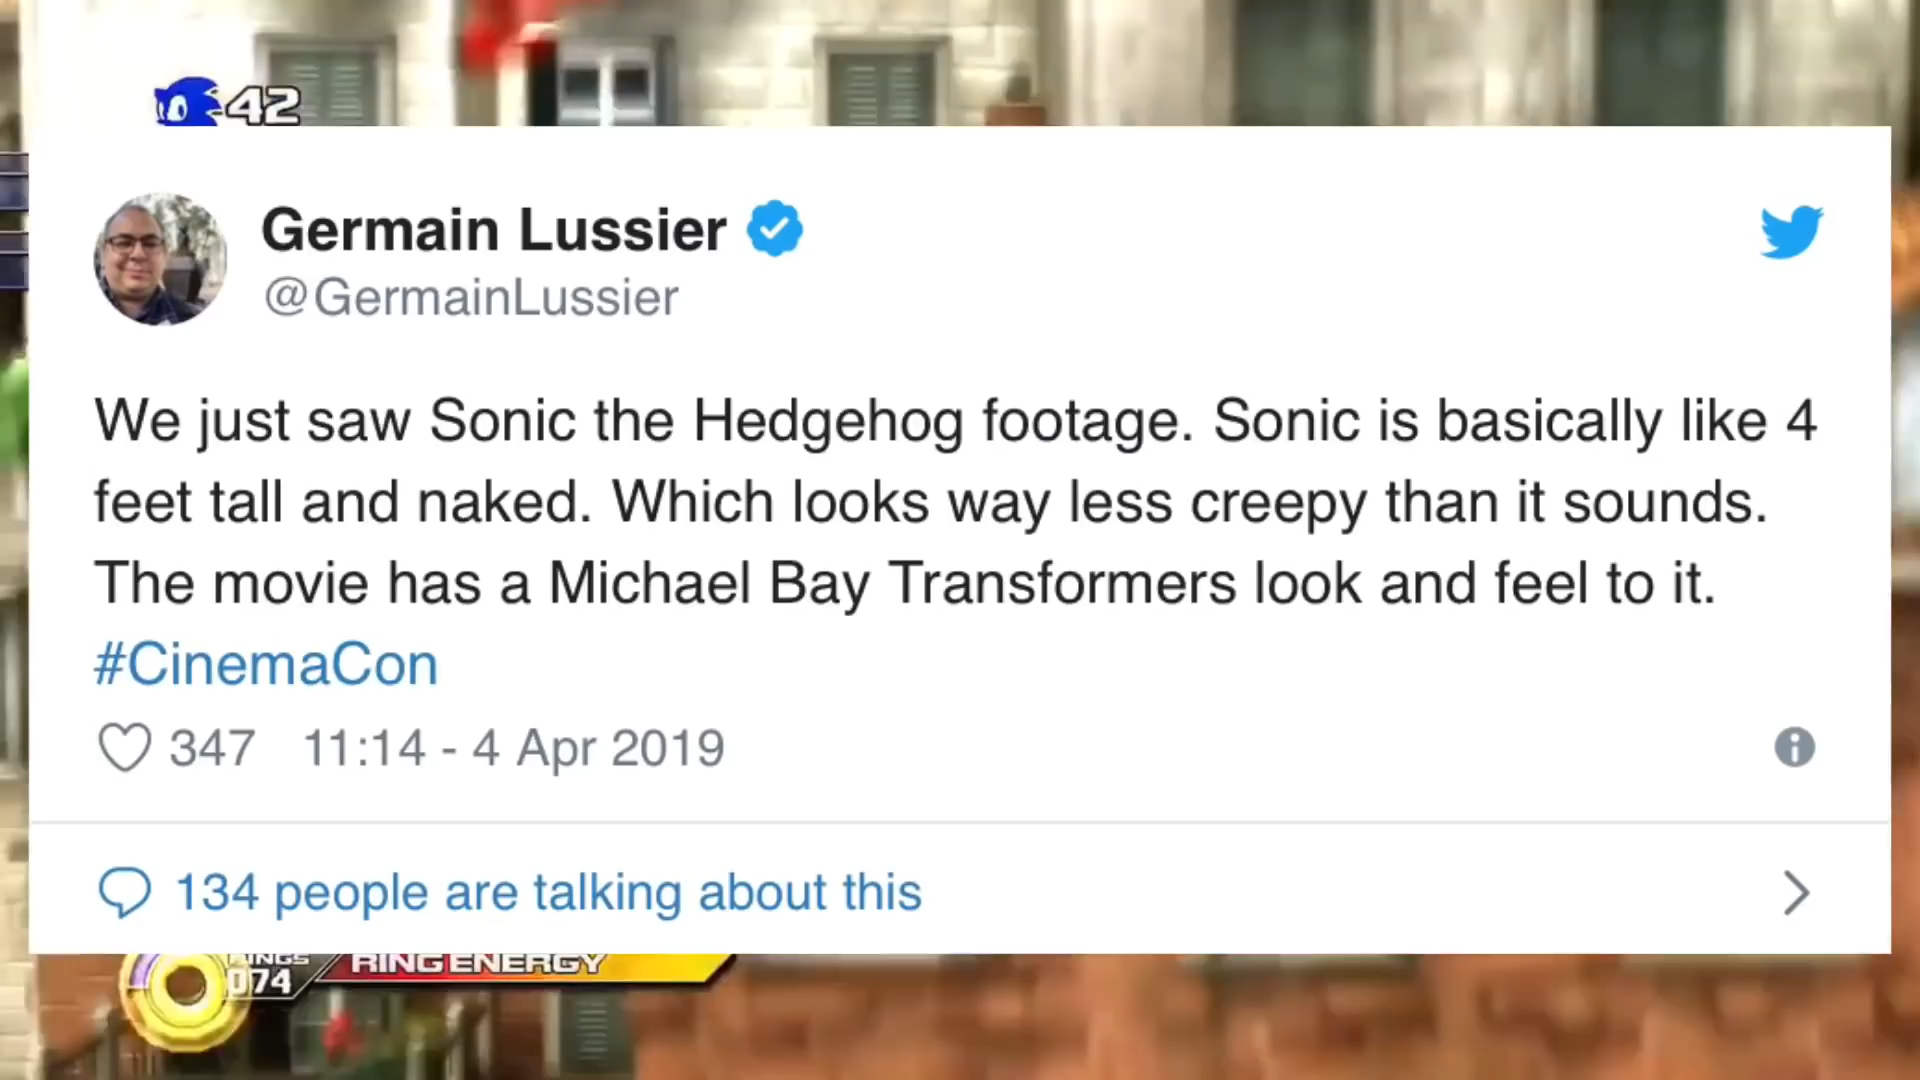 42
Germain Lussier
@GermainLussier
We just saw Sonic the Hedgehog footage. Sonic is basically like 4
feet tall and naked. Which looks way less creepy than it sounds.
The movie has a Michael Bay Transformers look and feel to it.
#CinemaCon
347 11:14 - 4 Apr 2019
134 people are talking about this
RINGS RING ENERGY
074